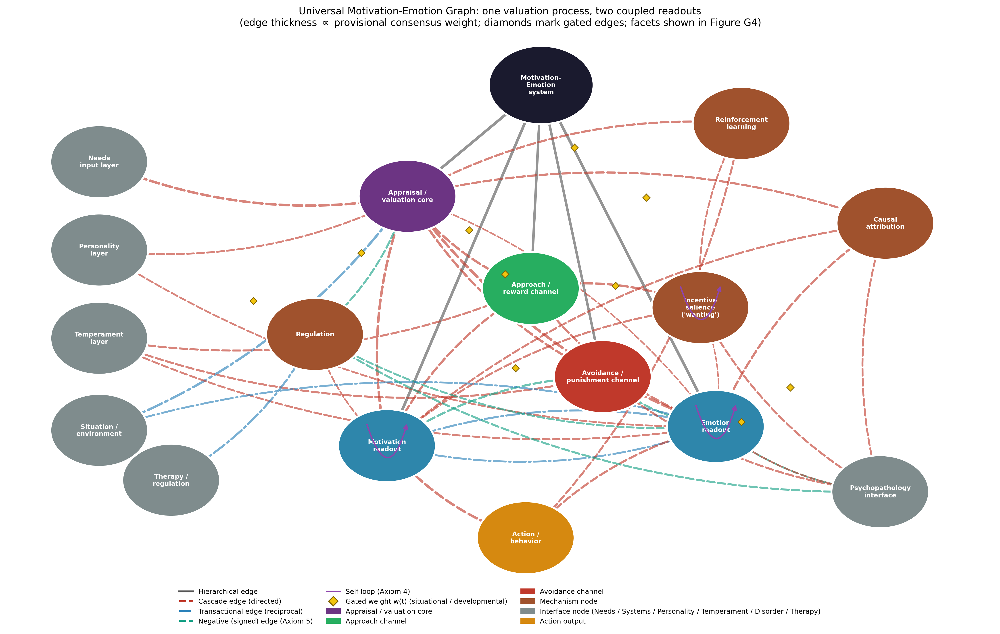 Universal Motivation-Emotion Graph: one valuation process, two coupled readouts
(edge thickness ∝ provisional consensus weight; diamonds mark gated edges; facets shown in Figure G4)
Motivation-
Emotion
system
Reinforcement
learning
Needs
input layer
Appraisal /
valuation core
Causal
attribution
Personality
layer
Approach /
reward channel
Incentive
salience
('wanting')
Temperament
layer
Regulation
Avoidance /
punishment channel
Situation /
environment
Motivation
readout
Emotion
readout
Therapy /
regulation
Psychopathology
interface
Action /
behavior
Hierarchical edge
Cascade edge (directed)
Transactional edge (reciprocal)
Negative (signed) edge (Axiom 5)
Self-loop (Axiom 4)
Gated weight w(t) (situational / developmental)
Appraisal / valuation core
Approach channel
Avoidance channel
Mechanism node
Interface node (Needs / Systems / Personality / Temperament / Disorder / Therapy)
Action output